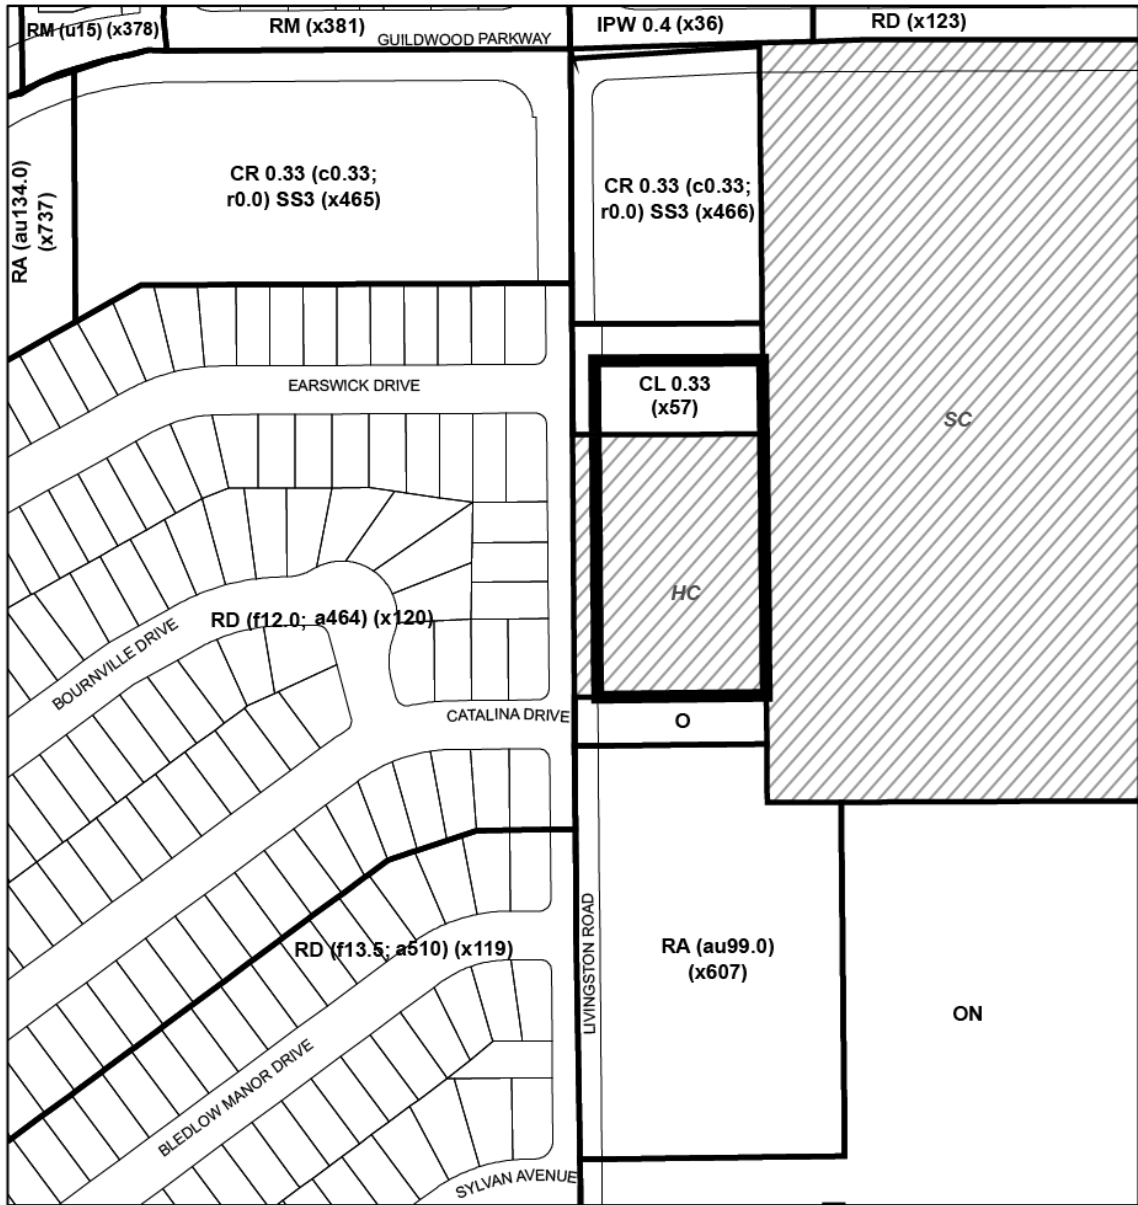 RM (u15) (x378)
RM (x381)
GUILDWOOD PARKWAY
IPW 0.4 (x36)
RD (x123)
RA (au134.0)
(x737)
CR 0.33 (c0.33;
r0.0) SS3 (x465)
CR 0.33 (c0.33;
r0.0) SS3 (x466)
EARSWICK DRIVE
CL 0.33
(x57)
SC
HC
RD (f12.0; a464) (x120)
BOURNVILLE DRIVE
CATALINA DRIVE
O
LIVINGSTON ROAD
RD (f13.5; a510) (x119)
RA (au99.0)
(x607)
ON
BLEDLOW MANOR DRIVE
SYLVAN AVENUE